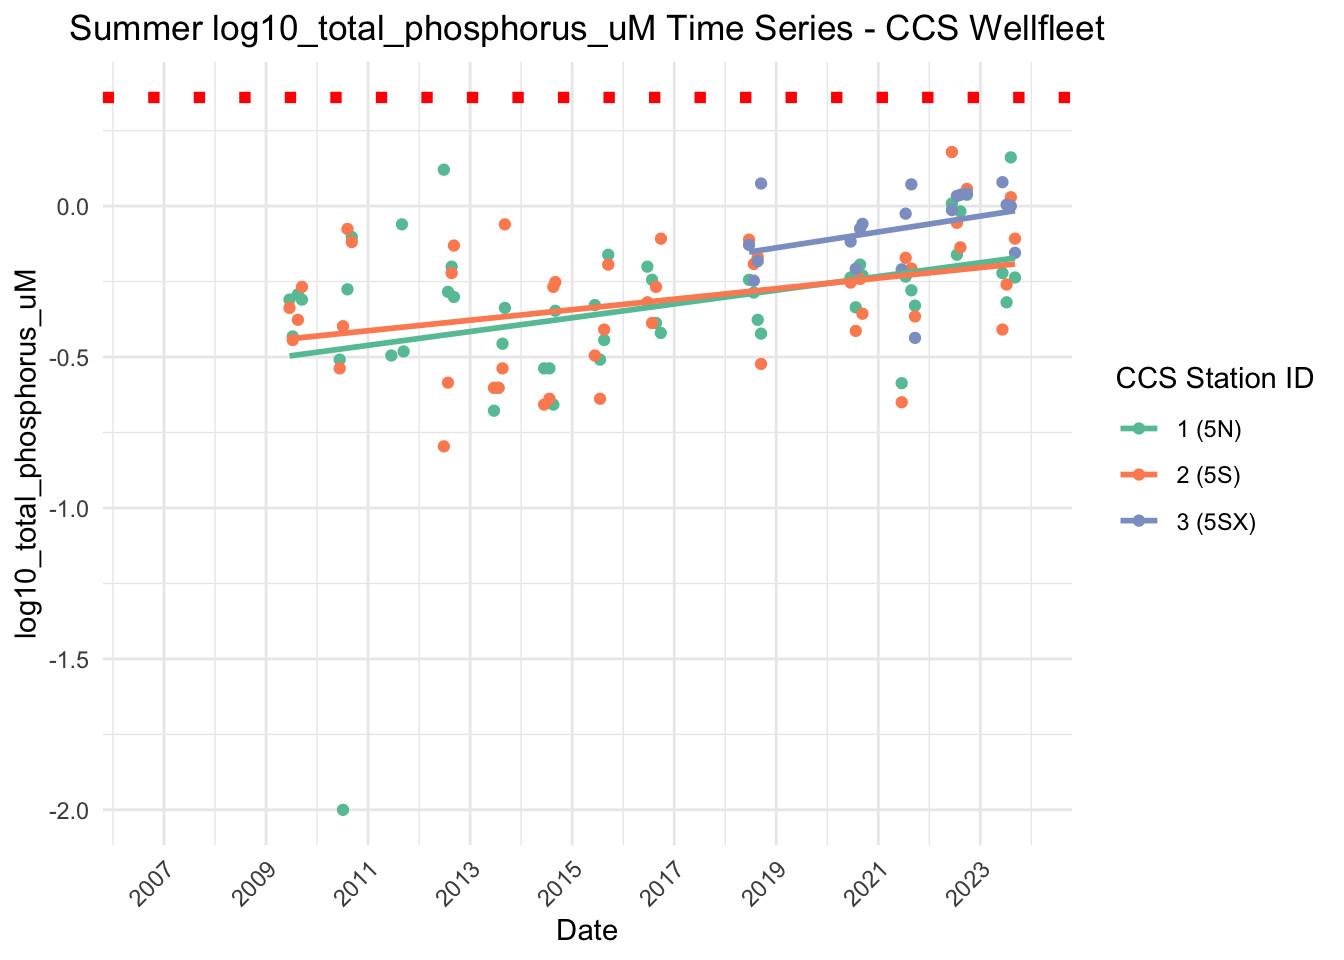 Summer log10_total_phosphorus_uM Time Series - CCS Wellfleet
log10_total_phosphorus_uM
0.0
-0.5
-1.0
-1.5
-2.0
2007
2009
2011
2013
2015
2017
2019
2021
2023
Date
CCS Station ID
1 (5N)
2 (5S)
3 (5SX)